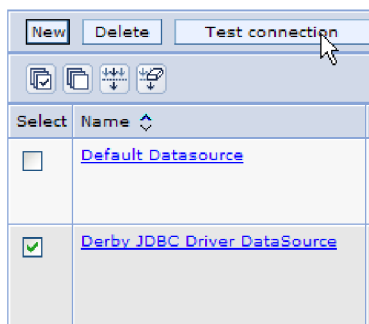 New Delete Test connection
Select Name
Default Datasource
Derby JDBC Driver DataSource